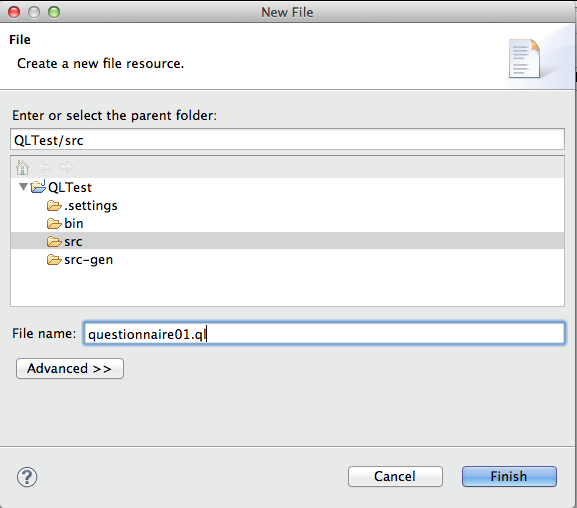 New File
File
Create a new file resource.
Enter or select the parent folder:
QLTest/src
QLTest
.settings
bin
src
src-gen
File name: questionnaire01.ql
Advanced >>
? Cancel Finish